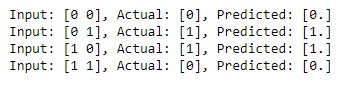 Input: [0 0], Actual: [0], Predicted: [0.]
Input: [0 1], Actual: [1], Predicted: [1.]
Input: [1 0], Actual: [1], Predicted: [1.]
Input: [1 1], Actual: [0], Predicted: [0.]